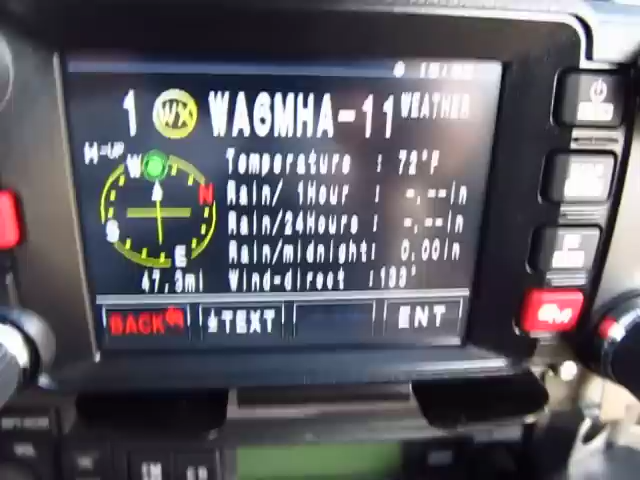 1 WX WA6MHA-11 WEATHER
H-UP
W N
S E
Temperature : 72°F
Rain/ 1Hour : -.--in
Rain/24Hours : -.--in
Rain/midnight: 0.00in
47.3mi Wind-direct :133°
BACK TEXT ENT